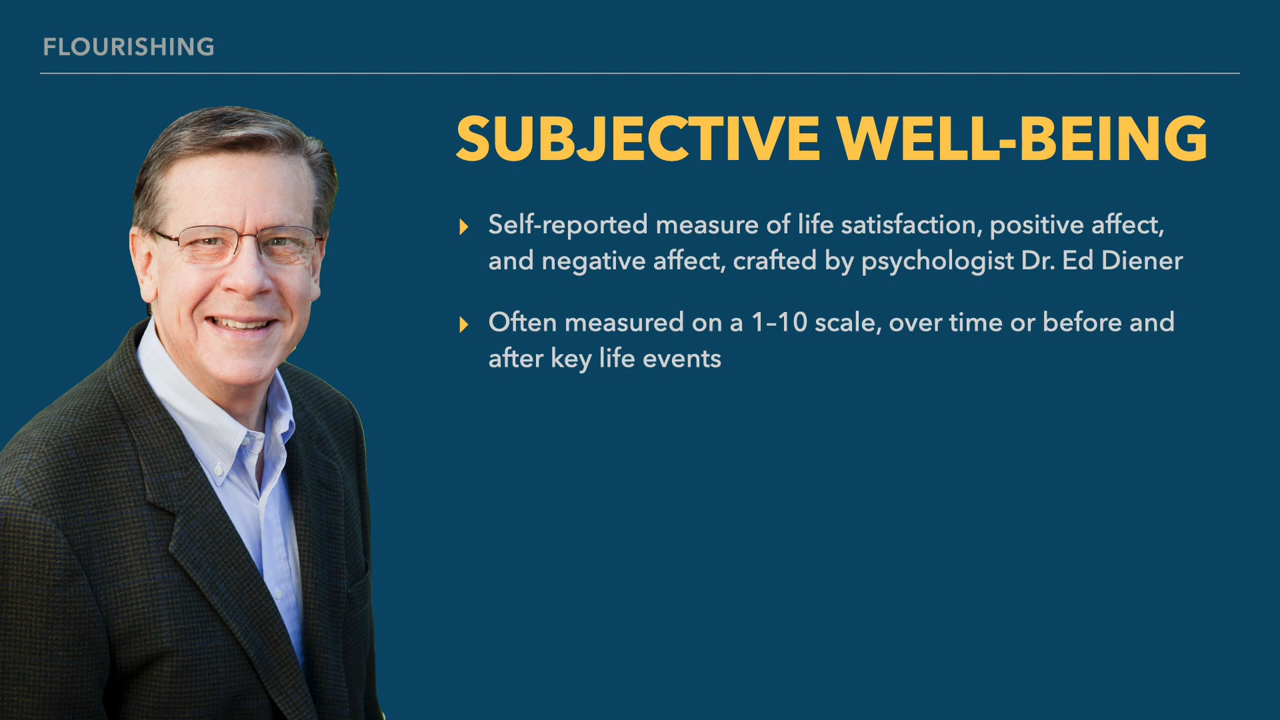 FLOURISHING
SUBJECTIVE WELL-BEING
Self-reported measure of life satisfaction, positive affect,
and negative affect, crafted by psychologist Dr. Ed Diener
Often measured on a 1–10 scale, over time or before and
after key life events